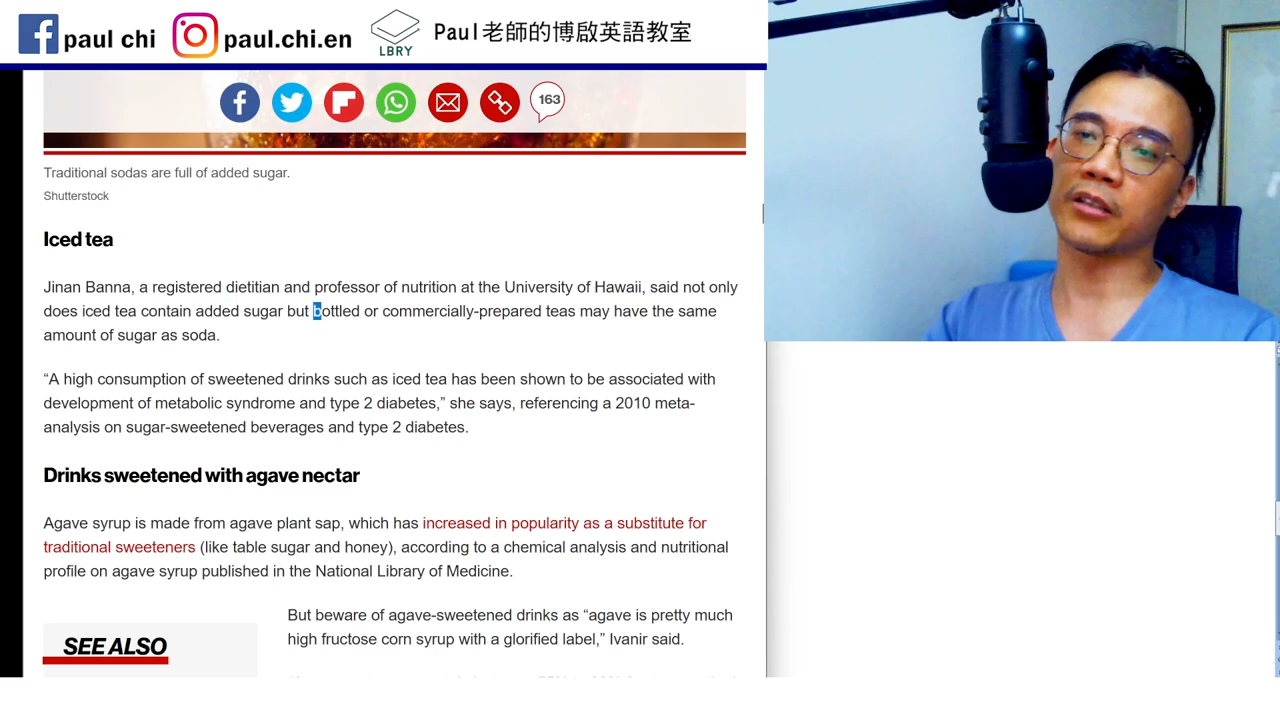 paul chi
paul.chi.en
LBRY
Paul老師的博啟英語教室
163
Traditional sodas are full of added sugar.
Shutterstock
Iced tea
Jinan Banna, a registered dietitian and professor of nutrition at the University of Hawaii, said not only
does iced tea contain added sugar but bottled or commercially-prepared teas may have the same
amount of sugar as soda.
“A high consumption of sweetened drinks such as iced tea has been shown to be associated with
development of metabolic syndrome and type 2 diabetes,” she says, referencing a 2010 meta-
analysis on sugar-sweetened beverages and type 2 diabetes.
Drinks sweetened with agave nectar
Agave syrup is made from agave plant sap, which has increased in popularity as a substitute for
traditional sweeteners (like table sugar and honey), according to a chemical analysis and nutritional
profile on agave syrup published in the National Library of Medicine.
But beware of agave-sweetened drinks as “agave is pretty much
high fructose corn syrup with a glorified label,” Ivanir said.
SEE ALSO